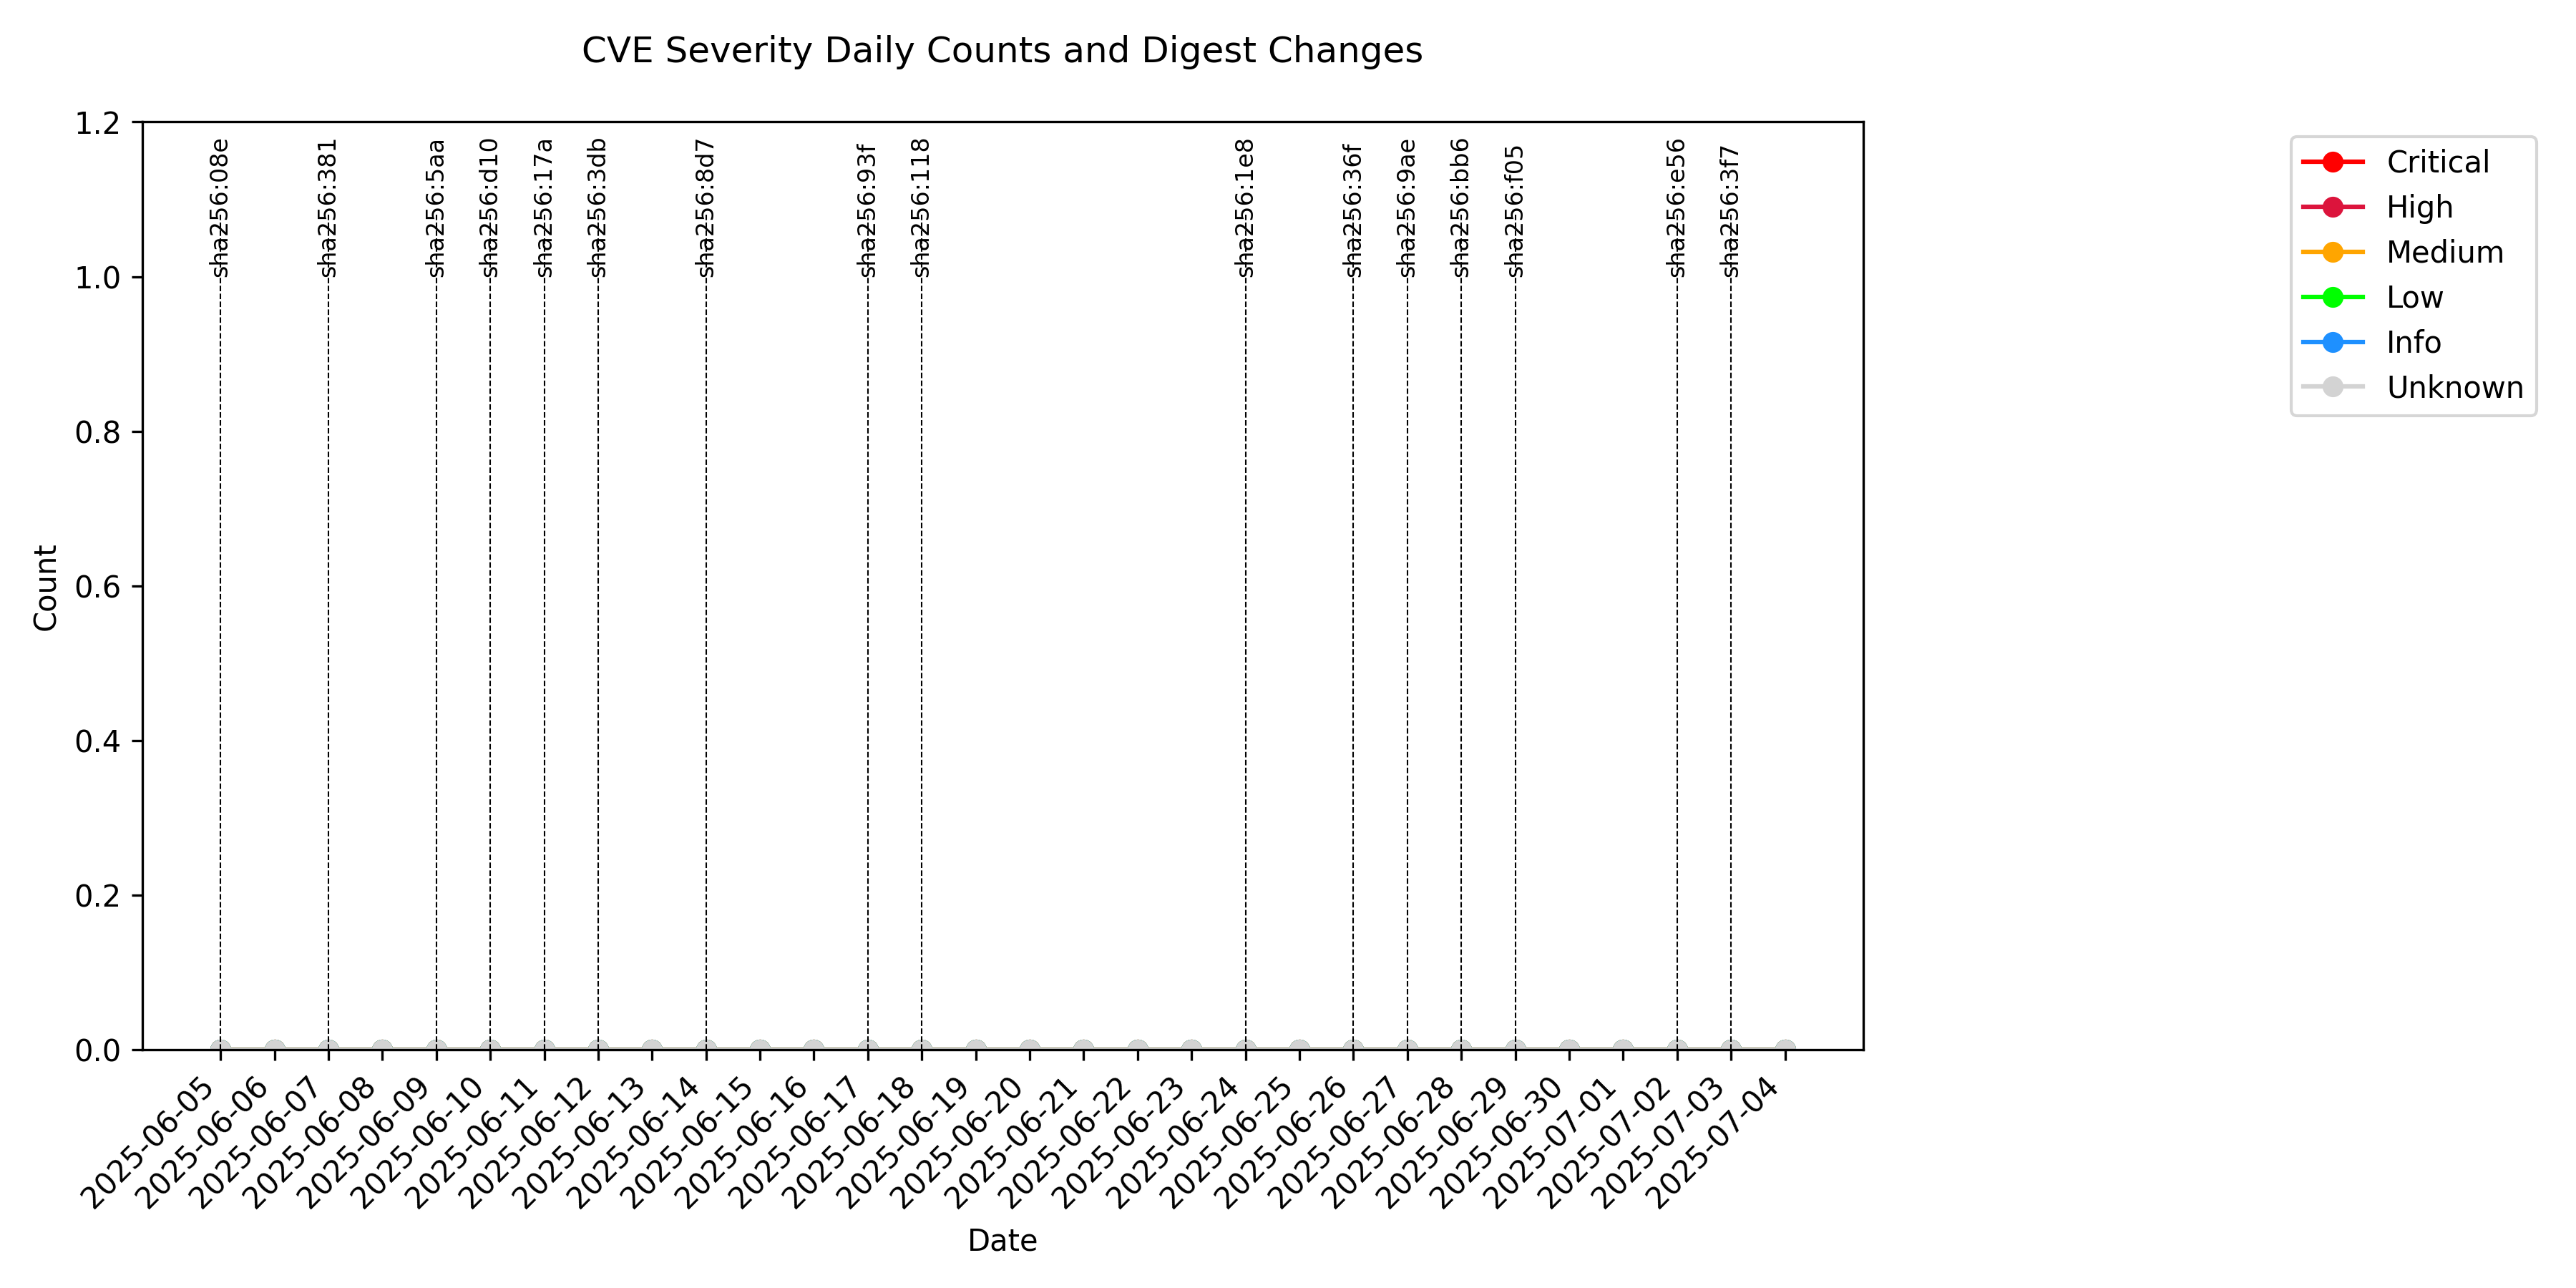 CVE Severity Daily Counts and Digest Changes
1.2
1.0
0.8
0.6
0.4
0.2
0.0
Count
sha256:08e
sha256:381
sha256:5aa
sha256:d10
sha256:17a
sha256:3db
sha256:8d7
sha256:93f
sha256:118
sha256:1e8
sha256:36f
sha256:9ae
sha256:bb6
sha256:f05
sha256:e56
sha256:3f7
Critical
High
Medium
Low
Info
Unknown
2025-06-05
2025-06-06
2025-06-07
2025-06-08
2025-06-09
2025-06-10
2025-06-11
2025-06-12
2025-06-13
2025-06-14
2025-06-15
2025-06-16
2025-06-17
2025-06-18
2025-06-19
2025-06-20
2025-06-21
2025-06-22
2025-06-23
2025-06-24
2025-06-25
2025-06-26
2025-06-27
2025-06-28
2025-06-29
2025-06-30
2025-07-01
2025-07-02
2025-07-03
2025-07-04
Date